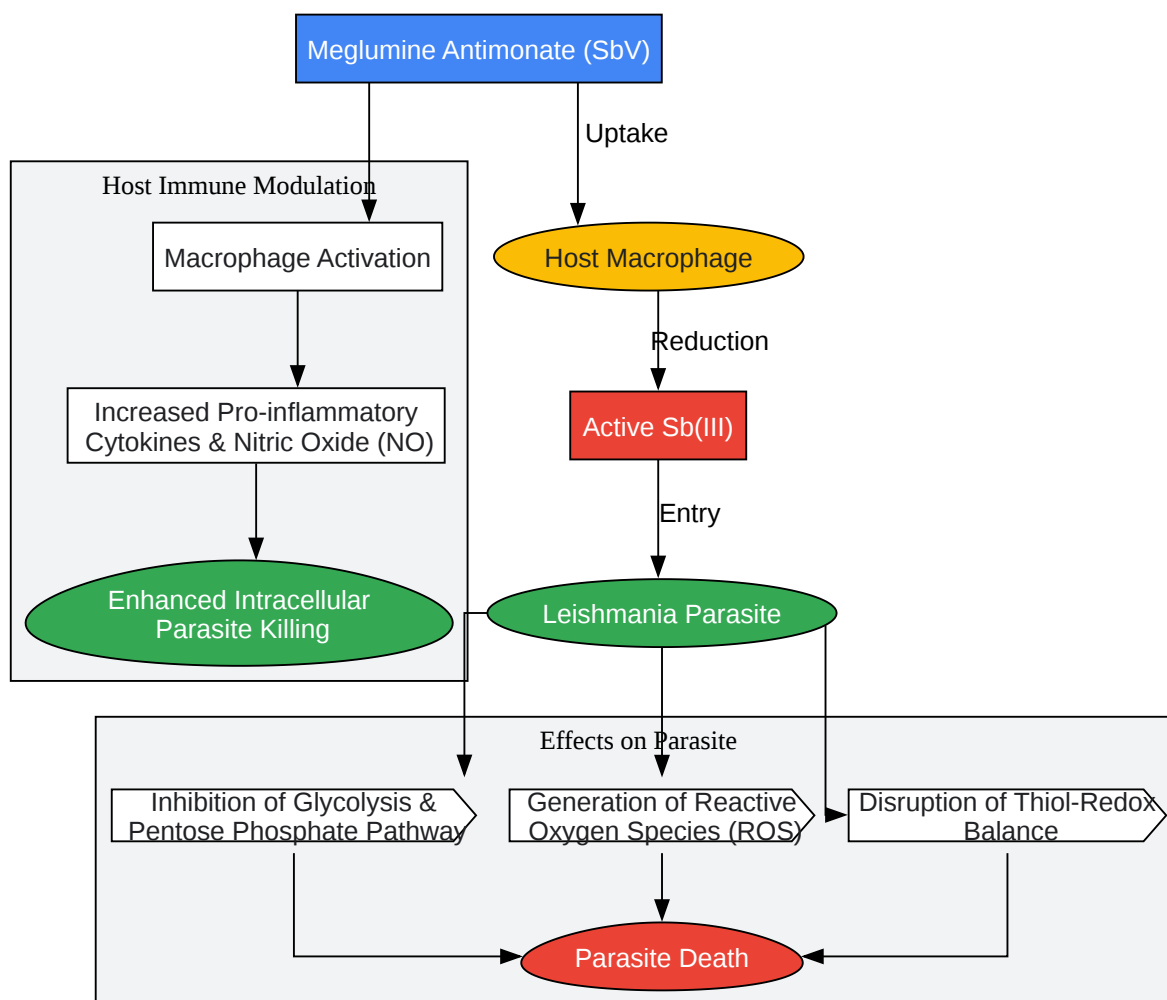 Meglumine Antimonate (SbV)
Uptake
Host Immune Modulation
Macrophage Activation
Host Macrophage
Reduction
Increased Pro-inflammatory
Cytokines & Nitric Oxide (NO)
Active Sb(III)
Entry
Enhanced Intracellular
Parasite Killing
Leishmania Parasite
Effects on Parasite
Inhibition of Glycolysis &
Pentose Phosphate Pathway
Generation of Reactive
Oxygen Species (ROS)
Disruption of Thiol-Redox
Balance
Parasite Death